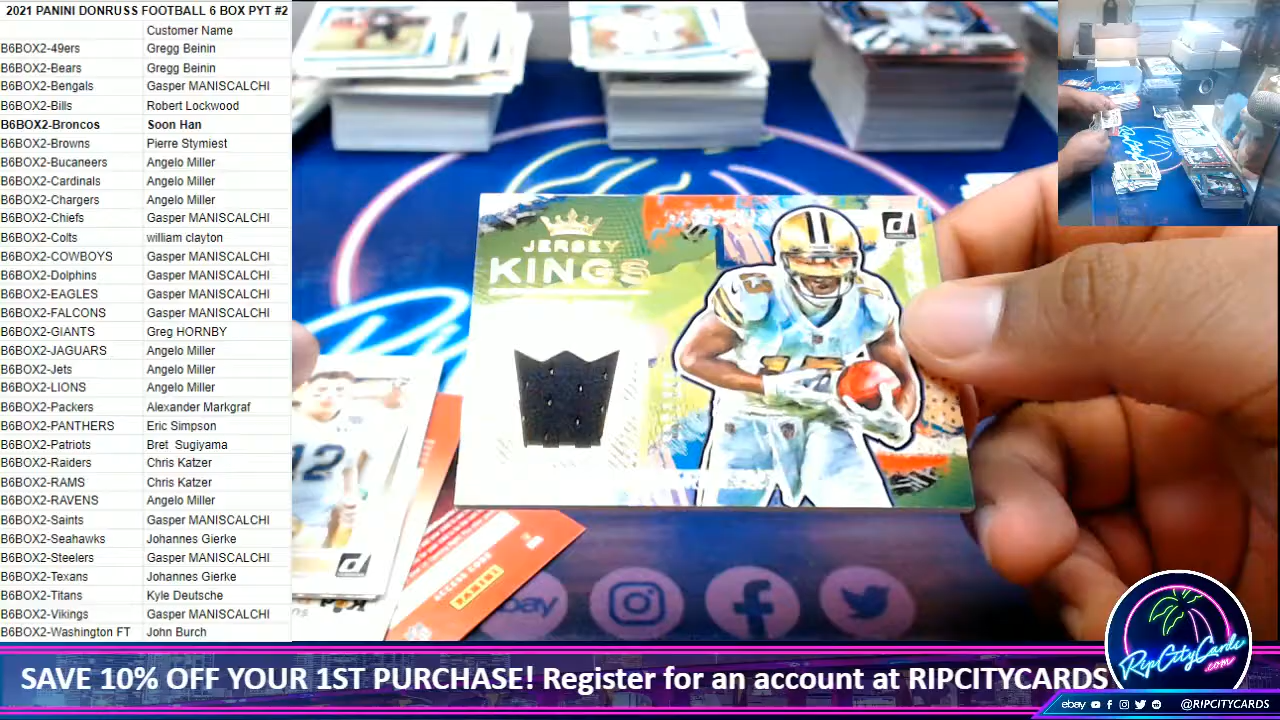 2021 PANINI DONRUSS FOOTBALL 6 BOX PYT #2
Customer Name
B6BOX2-49ers Gregg Beinin
B6BOX2-Bears Gregg Beinin
B6BOX2-Bengals Gasper MANISCALCHI
B6BOX2-Bills Robert Lockwood
B6BOX2-Broncos Soon Han
B6BOX2-Browns Pierre Stymiest
B6BOX2-Bucaneers Angelo Miller
B6BOX2-Cardinals Angelo Miller
B6BOX2-Chargers Angelo Miller
B6BOX2-Chiefs Gasper MANISCALCHI
B6BOX2-Colts william clayton
B6BOX2-COWBOYS Gasper MANISCALCHI
B6BOX2-Dolphins Gasper MANISCALCHI
B6BOX2-EAGLES Gasper MANISCALCHI
B6BOX2-FALCONS Gasper MANISCALCHI
B6BOX2-GIANTS Greg HORNBY
B6BOX2-JAGUARS Angelo Miller
B6BOX2-Jets Angelo Miller
B6BOX2-LIONS Angelo Miller
B6BOX2-Packers Alexander Markgraf
B6BOX2-PANTHERS Eric Simpson
B6BOX2-Patriots Bret Sugiyama
B6BOX2-Raiders Chris Katzer
B6BOX2-RAMS Chris Katzer
B6BOX2-RAVENS Angelo Miller
B6BOX2-Saints Gasper MANISCALCHI
B6BOX2-Seahawks Johannes Gierke
B6BOX2-Steelers Gasper MANISCALCHI
B6BOX2-Texans Johannes Gierke
B6BOX2-Titans Kyle Deutsche
B6BOX2-Vikings Gasper MANISCALCHI
B6BOX2-Washington FT John Burch
JERSEY
KINGS
13
12
ACCESS CODE
PANINI
ebay
RipCityCards
.com
SAVE 10% OFF YOUR 1ST PURCHASE! Register for an account at RIPCITYCARDS
ebay @RIPCITYCARDS